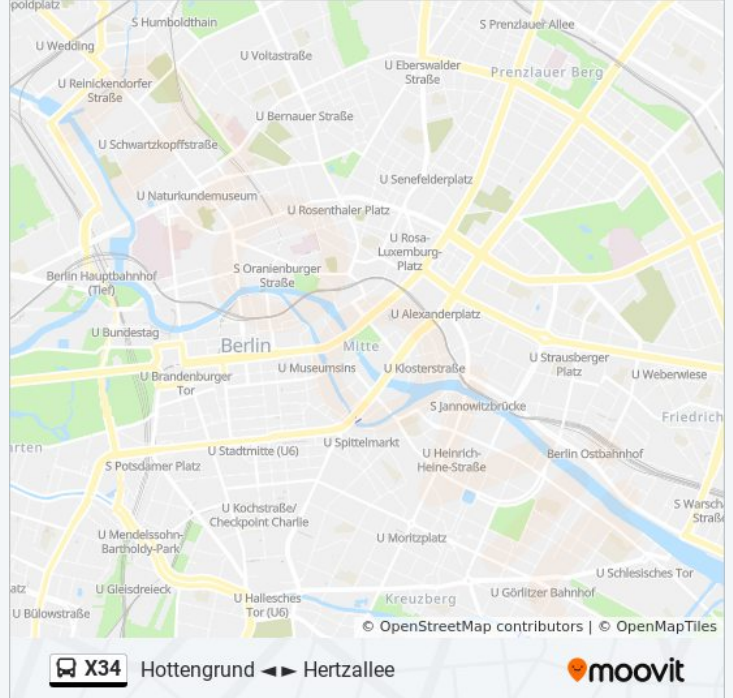 poldplatz
S Humboldthain
S Prenzlauer Allee
U Wedding
U Voltastraße
U Eberswalder
Straße
Prenzlauer Berg
U Reinickendorfer
Straße
U Bernauer Straße
U Schwartzkopffstraße
U Senefelderplatz
U Naturkundemuseum
U Rosenthaler Platz
U Rosa-
Luxemburg-
Platz
Berlin Hauptbahnhof
(Tief)
S Oranienburger
Straße
U Alexanderplatz
U Bundestag
Berlin
Mitte
U Strausberger
Platz
U Museumsins
U Klosterstraße
U Weberwiese
U Brandenburger
Tor
S Jannowitzbrücke
Friedrich
rten
U Spittelmarkt
U Stadtmitte (U6)
U Heinrich-
Heine-Straße
Berlin Ostbahnhof
S Potsdamer Platz
S Warsch
Straße
U Kochstraße/
Checkpoint Charlie
U Mendelssohn-
Bartholdy-Park
U Moritzplatz
U Schlesisches Tor
atz
U Gleisdreieck
U Hallesches
Tor (U6)
Kreuzberg
U Görlitzer Bahnhof
U Bülowstraße
© OpenStreetMap contributors | © OpenMapTiles
X34 Hottengrund ◄► Hertzallee
moovit